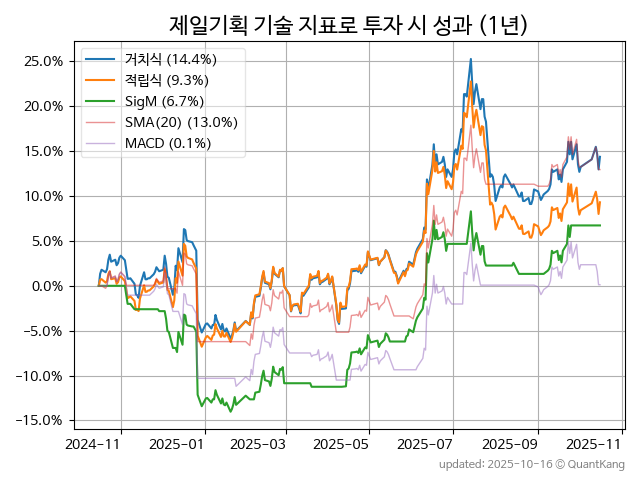 제일기획 기술 지표로 투자 시 성과 (1년)
거치식 (14.4%)
적립식 (9.3%)
SigM (6.7%)
SMA(20) (13.0%)
MACD (0.1%)
25.0%
20.0%
15.0%
10.0%
5.0%
0.0%
−5.0%
−10.0%
−15.0%
2024-11 2025-01 2025-03 2025-05 2025-07 2025-09 2025-11
updated: 2025-10-16 © QuantKang